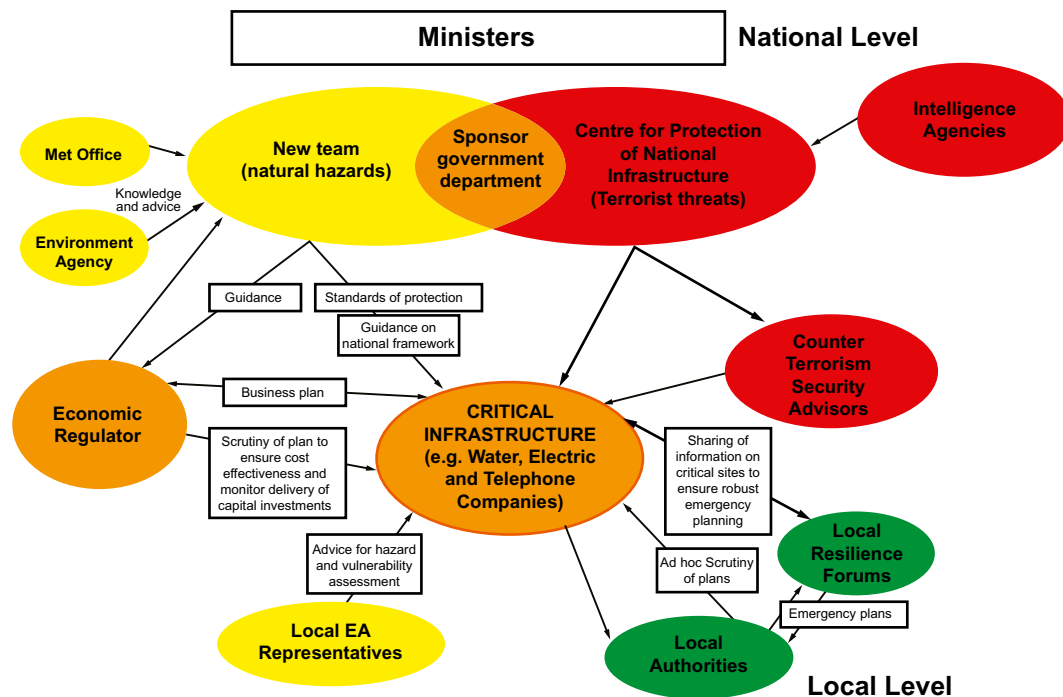 Ministers
National Level
Met Office
Knowledge
and advice
Environment
Agency
New team
(natural hazards)
Sponsor
government
department
Centre for Protection
of National
Infrastructure
(Terrorist threats)
Intelligence
Agencies
Guidance
Standards of protection
Guidance on
national framework
Counter
Terrorism
Security
Advisors
Economic
Regulator
Business plan
Scrutiny of plan to
ensure cost
effectiveness and
monitor delivery of
capital investments
CRITICAL
INFRASTRUCTURE
(e.g. Water, Electric
and Telephone
Companies)
Sharing of
information on
critical sites to
ensure robust
emergency
planning
Local
Resilience
Forums
Advice for hazard
and vulnerability
assessment
Ad hoc Scrutiny
of plans
Emergency plans
Local EA
Representatives
Local
Authorities
Local Level